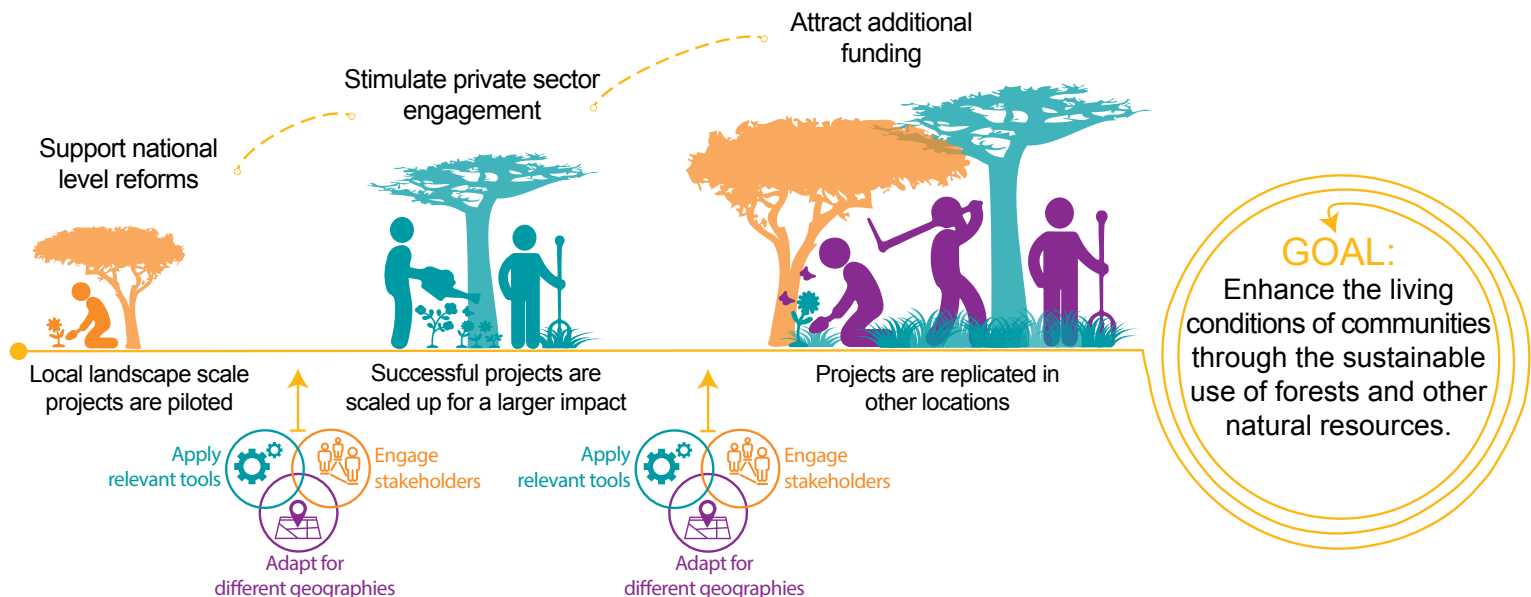 Support national
level reforms
Stimulate private sector
engagement
Attract additional
funding
Local landscape scale
projects are piloted
Successful projects are
scaled up for a larger impact
Projects are replicated in
other locations
Apply
relevant tools
Engage
stakeholders
Adapt for
different geographies
Apply
relevant tools
Engage
stakeholders
Adapt for
different geographies
GOAL:
Enhance the living
conditions of communities
through the sustainable
use of forests and other
natural resources.